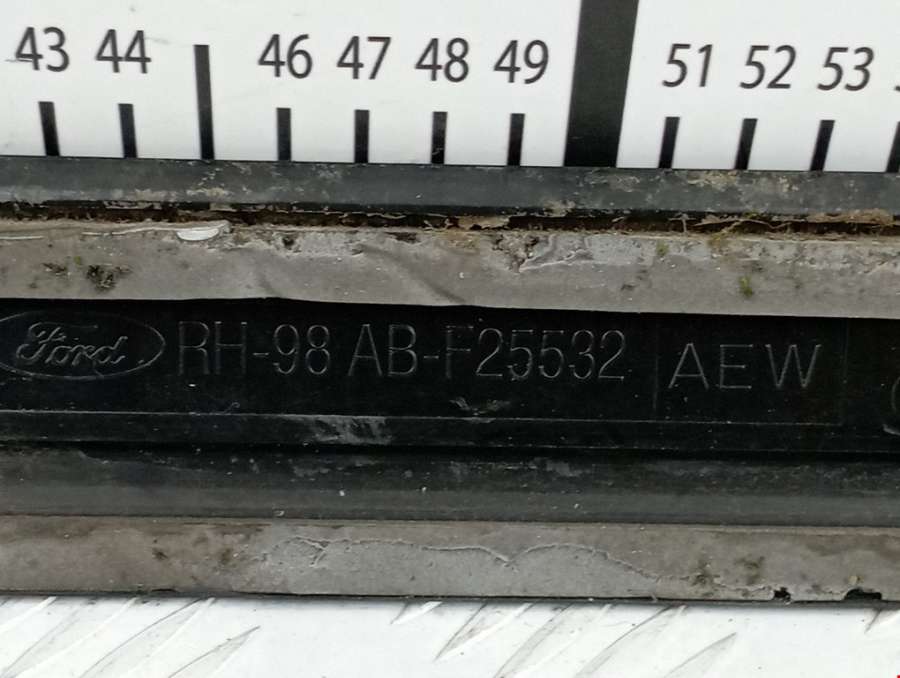 43 44 46 47 48 49 51 52 53
Ford RH-98 AB-F25532 AEW